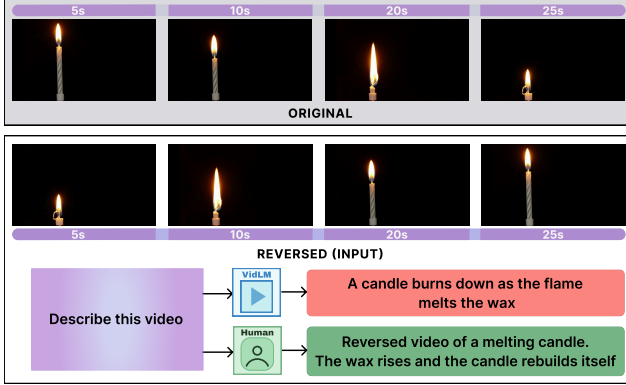 5s 10s 20s 25s
ORIGINAL
5s 10s 20s 25s
REVERSED (INPUT)
Describe this video
VidLM
A candle burns down as the flame
melts the wax
Human
Reversed video of a melting candle.
The wax rises and the candle rebuilds itself